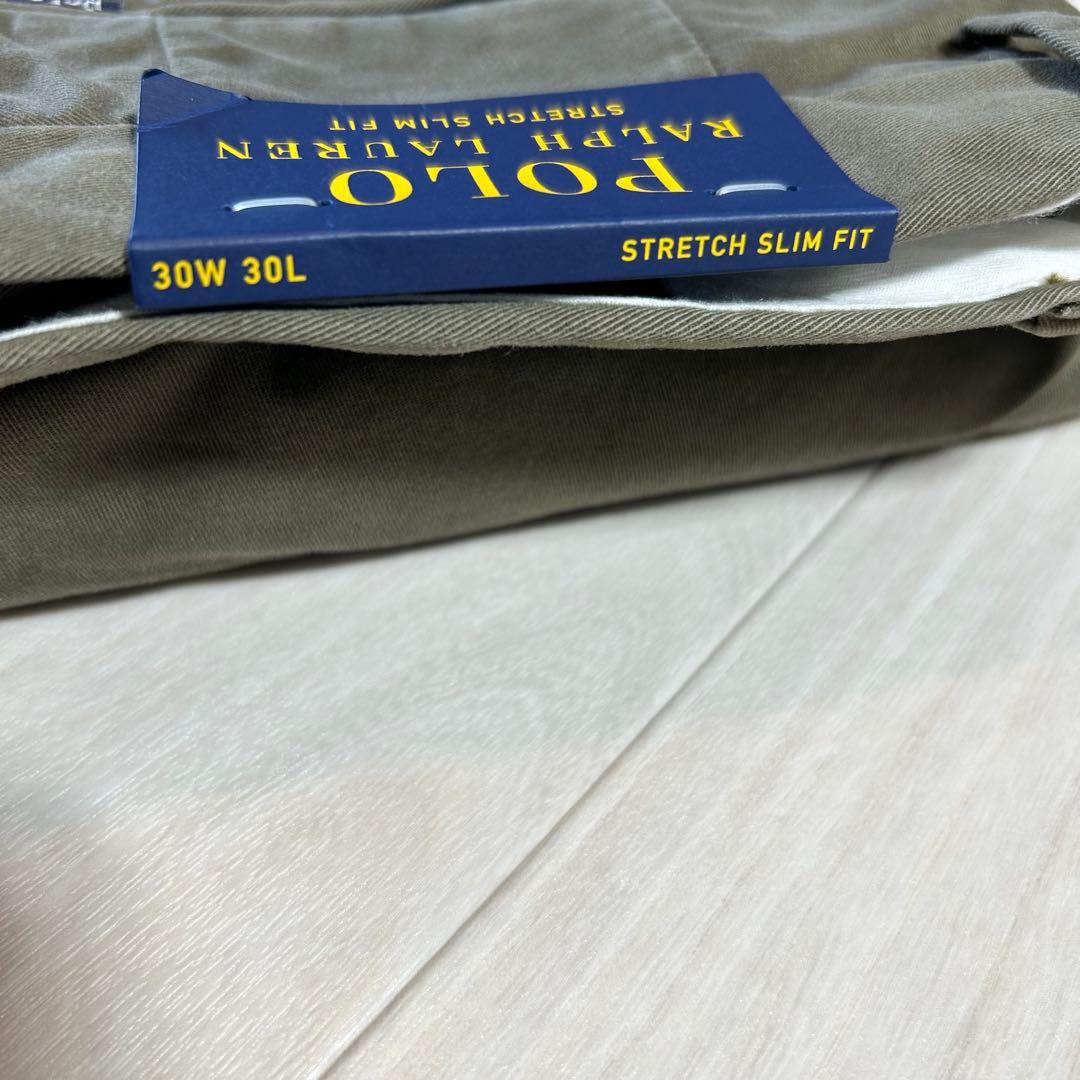 POLO
RALPH LAUREN
STRETCH SLIM FIT
30W 30L
STRETCH SLIM FIT